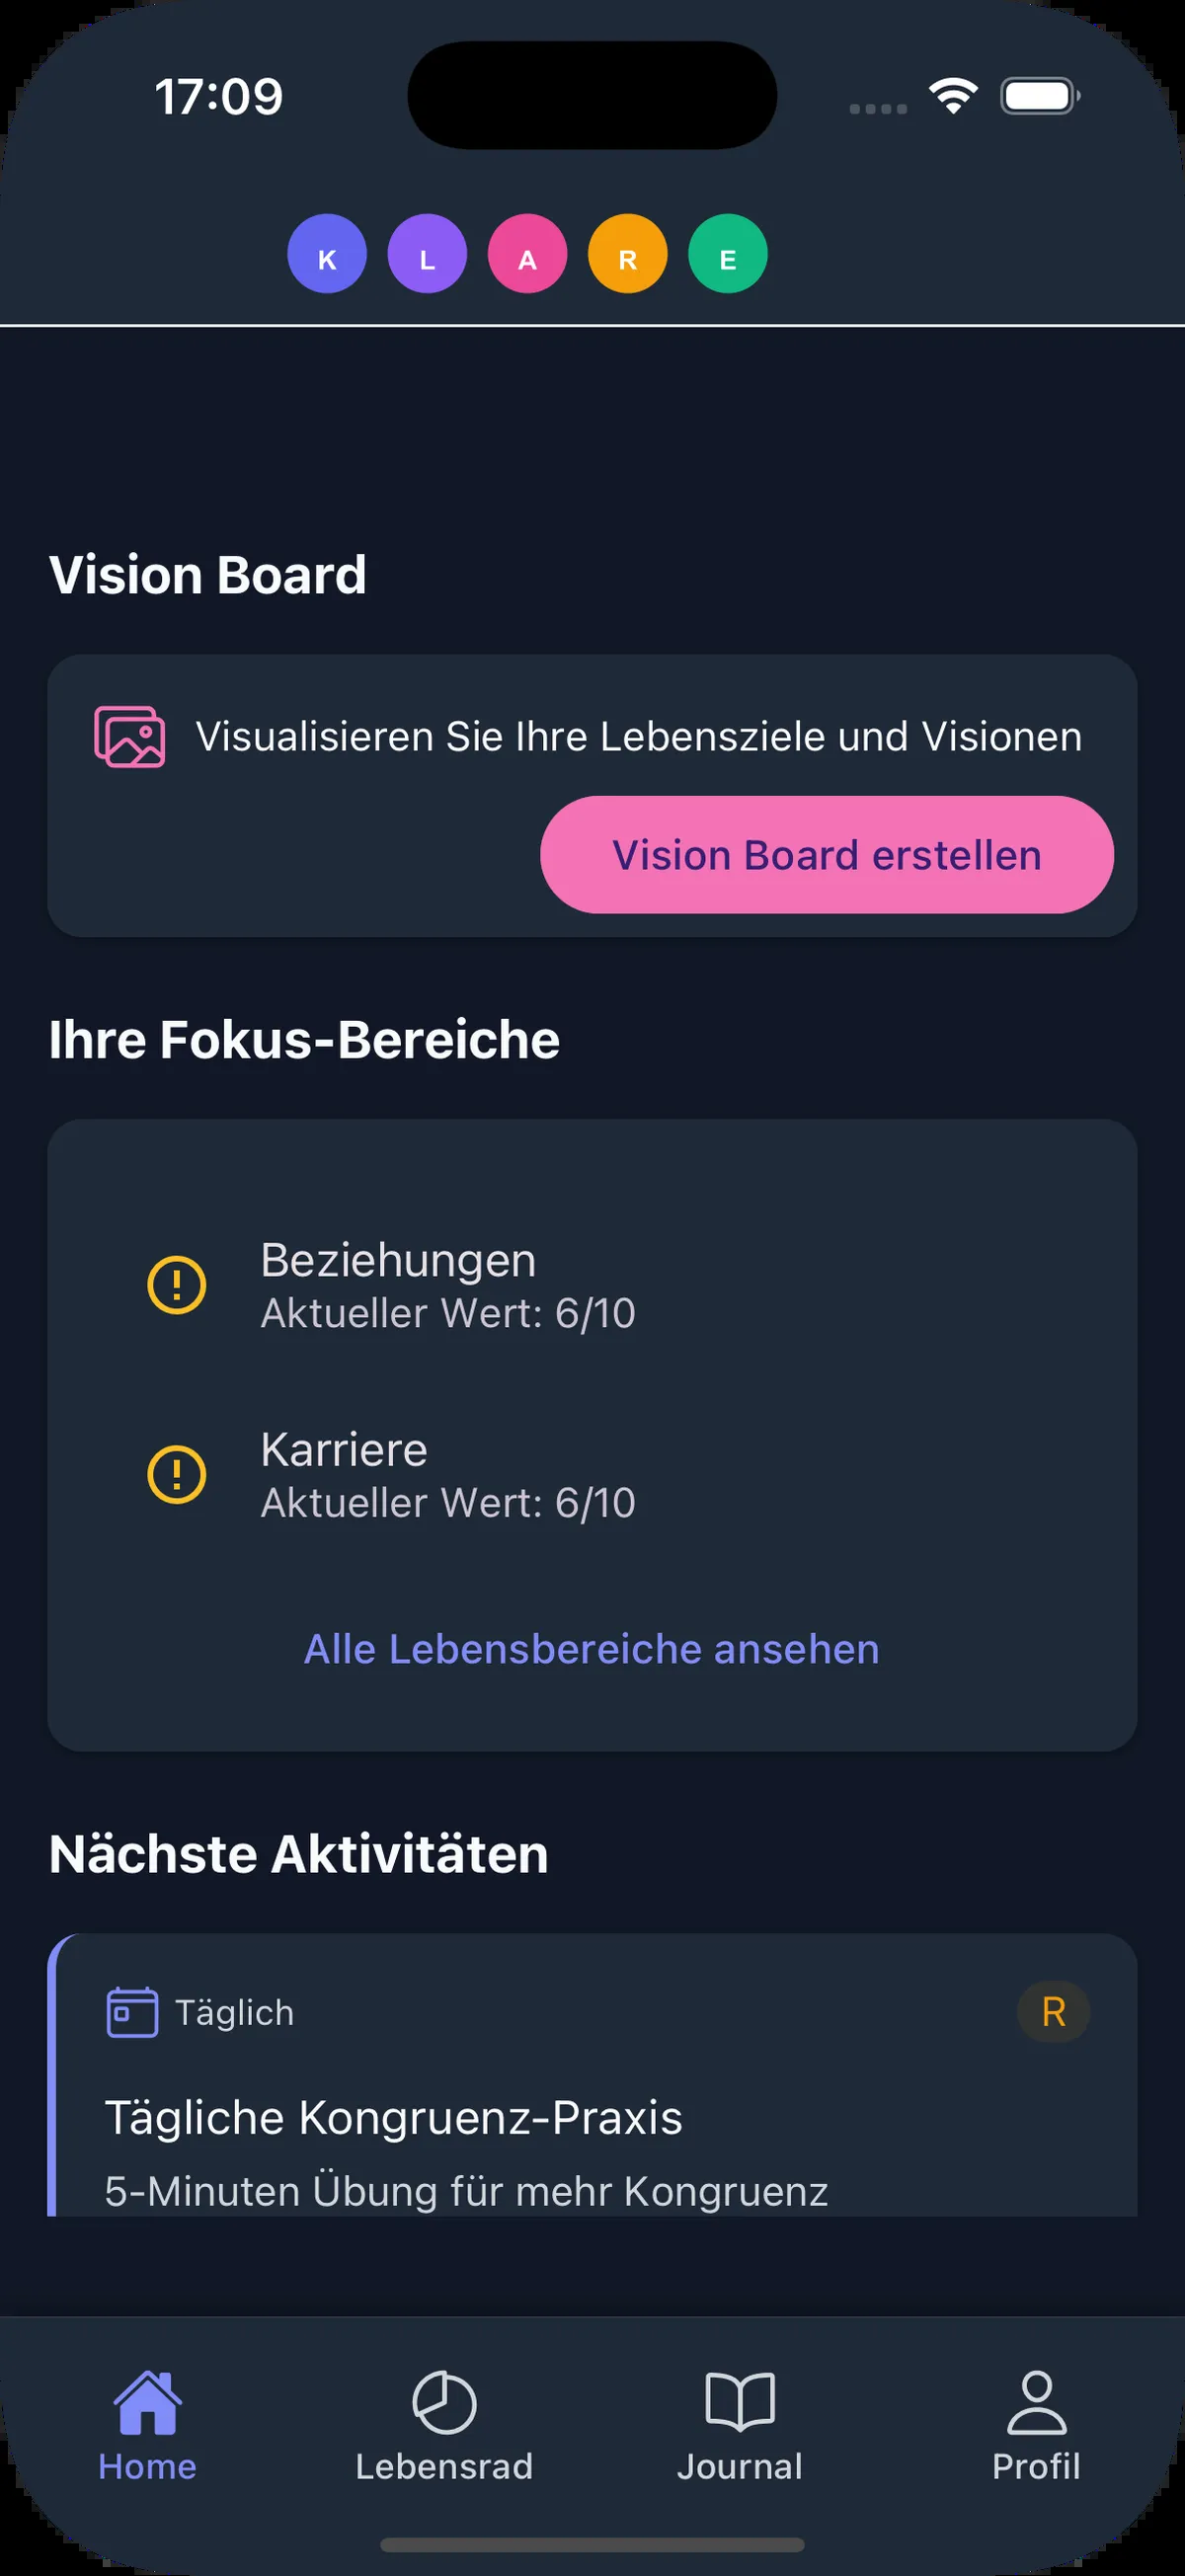 17:09
K L A R E
Vision Board
Visualisieren Sie Ihre Lebensziele und Visionen
Vision Board erstellen
Ihre Fokus-Bereiche
Beziehungen
Aktueller Wert: 6/10
Karriere
Aktueller Wert: 6/10
Alle Lebensbereiche ansehen
Nächste Aktivitäten
Täglich R
Tägliche Kongruenz-Praxis
5-Minuten Übung für mehr Kongruenz
Home Lebensrad Journal Profil